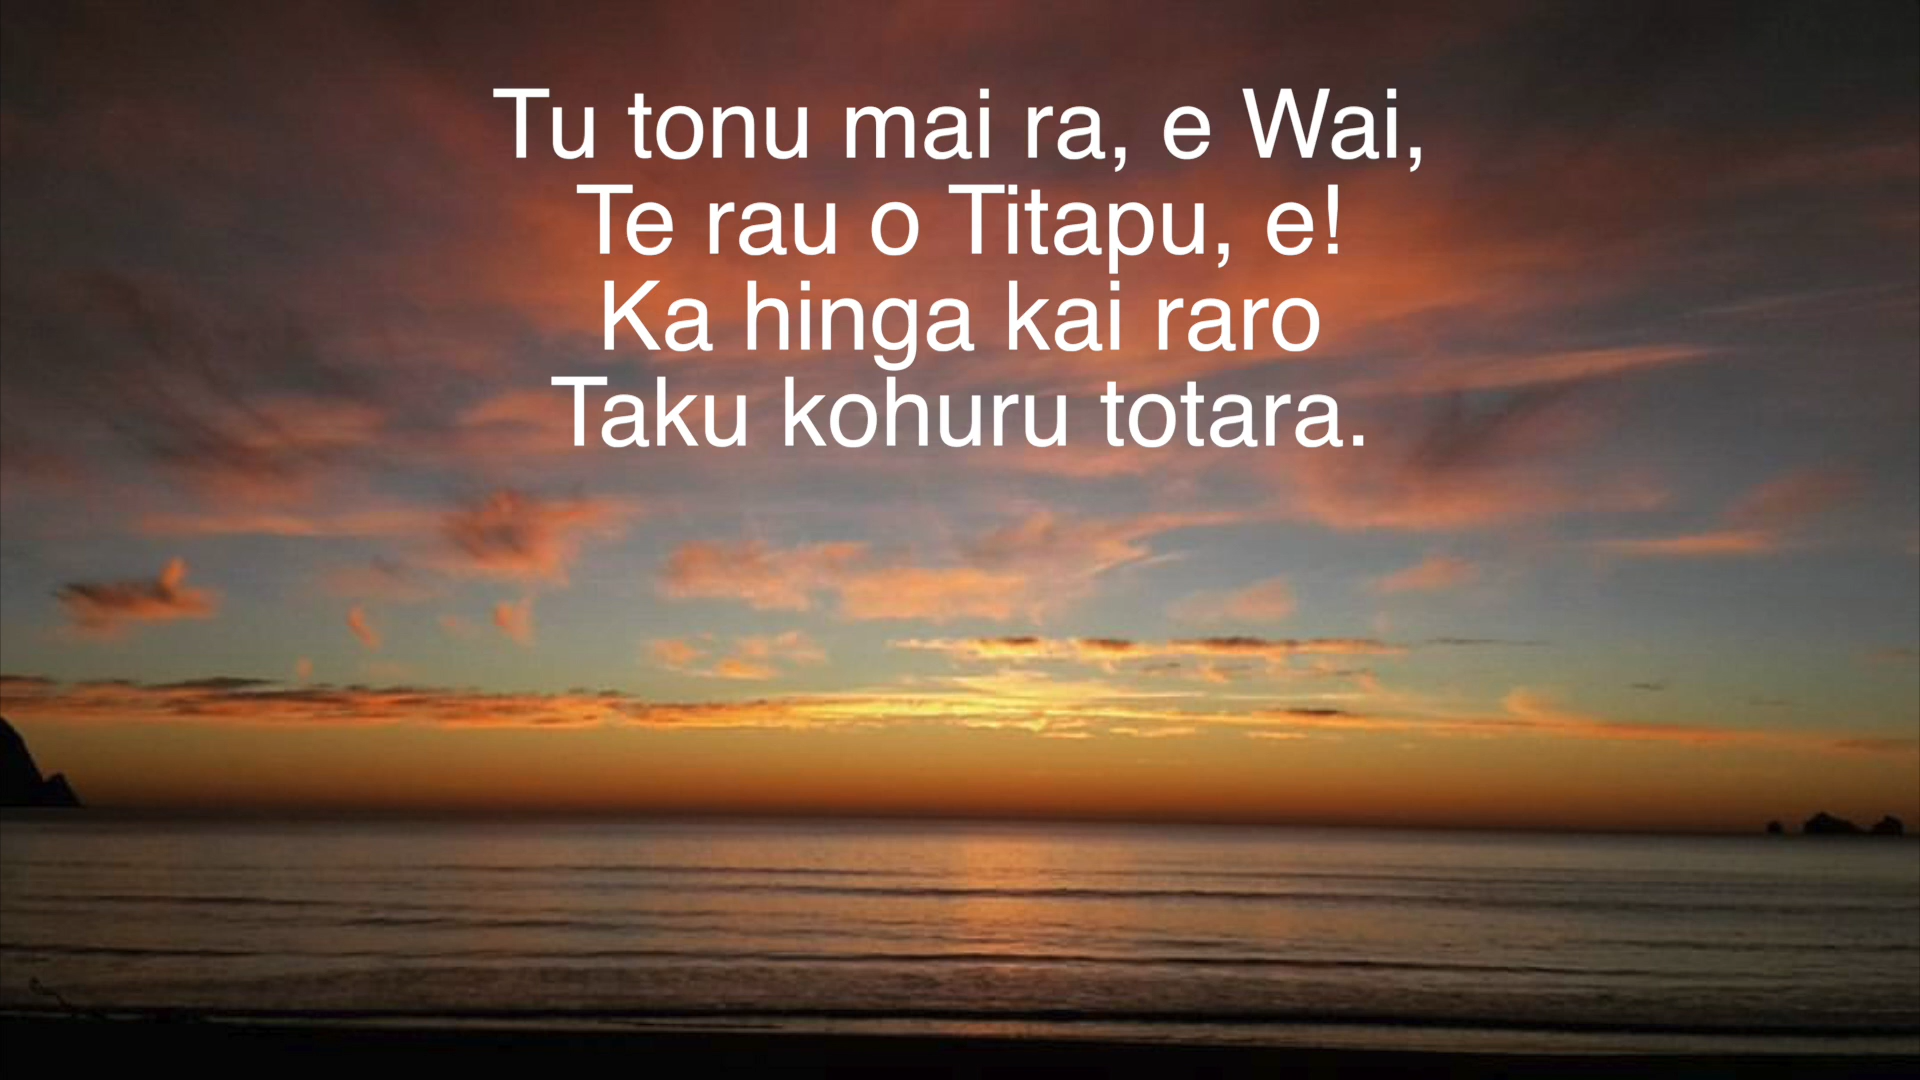 Tu tonu mai ra, e Wai,
Te rau o Titapu, e!
Ka hinga kai raro
Taku kohuru totara.